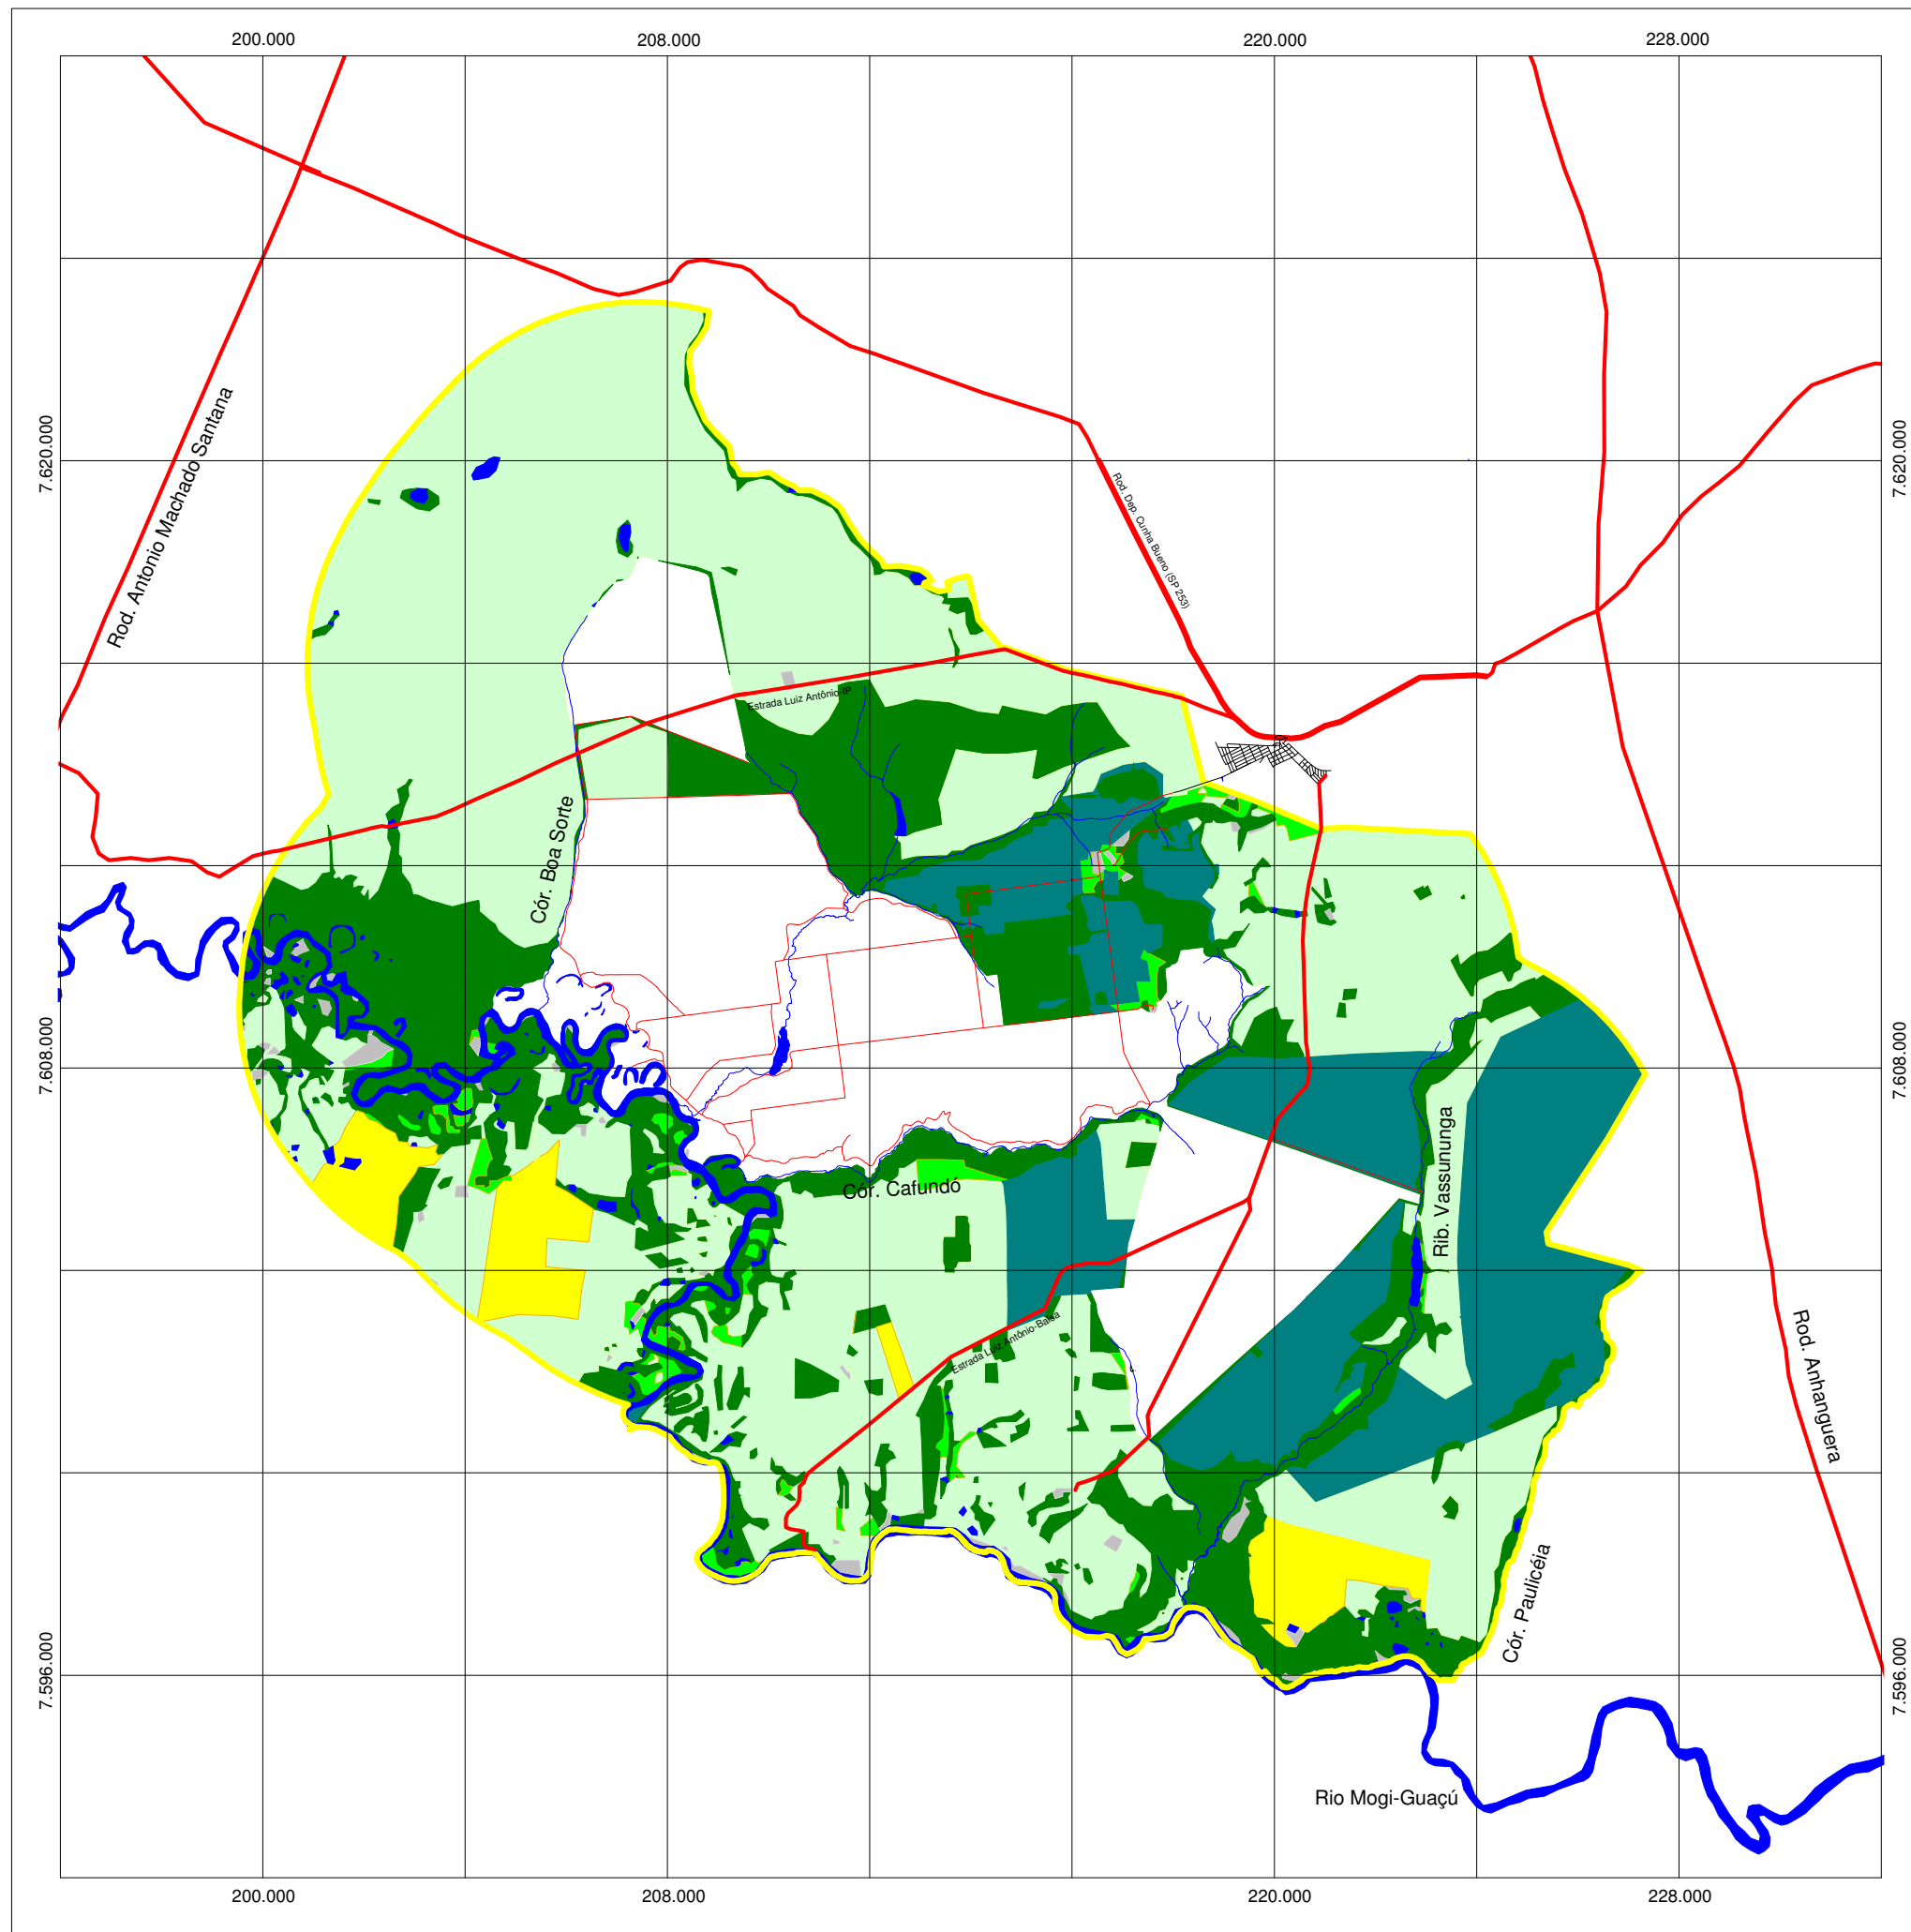 200.000
208.000
220.000
228.000
7.620.000
7.620.000
Rod. Antonio Machado Santana
Rod. Dep. Cunha Bueno (SP 253)
Estrada Luiz Antônio-IP
Cór. Boa Sorte
7.608.000
7.608.000
Cór. Cafundó
Rib. Vassununga
Estrada Luiz Antônio-Balsa
Rod. Anhanguera
Cór. Paulicéia
7.596.000
7.596.000
Rio Mogi-Guaçú
200.000
208.000
220.000
228.000